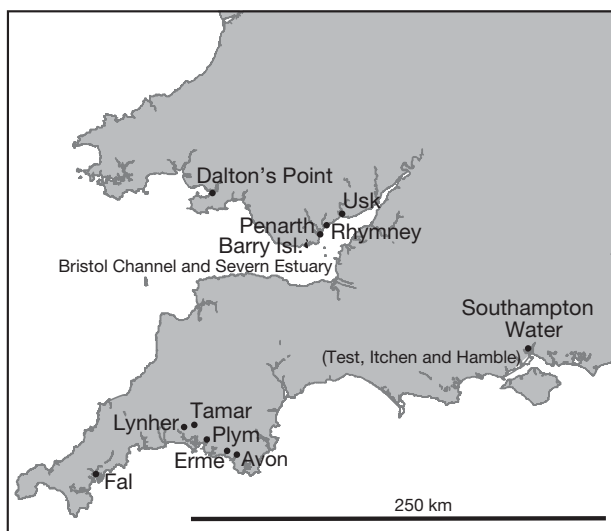 Dalton's Point
Usk
Penarth
Rhymney
Barry Isl.
Bristol Channel and Severn Estuary
Southampton
Water
(Test, Itchen and Hamble)
Lynher
Tamar
Plym
Erme
Avon
Fal
250 km